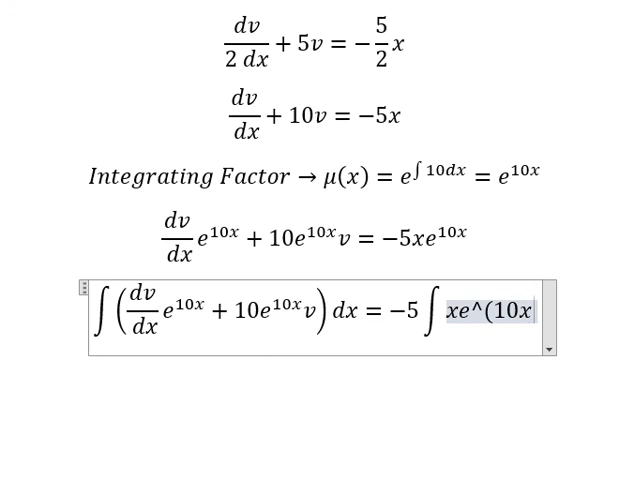 dv/(2 dx) + 5v = −5/2 x
dv/dx + 10v = −5x
Integrating Factor → μ(x) = e^∫10dx = e^10x
dv/dx e^10x + 10e^10x v = −5xe^10x
∫(dv/dx e^10x + 10e^10x v) dx = −5 ∫ xe^(10x